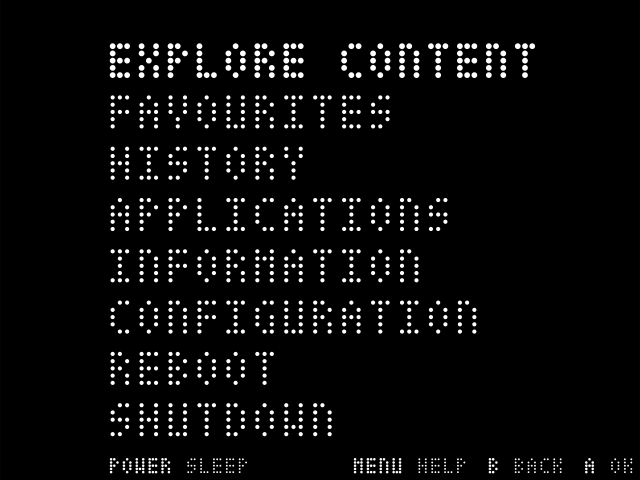 EXPLORE CONTENT
FAVOURITES
HISTORY
APPLICATIONS
INFORMATION
CONFIGURATION
REBOOT
SHUTDOWN
POWER SLEEP MENU HELP B BACK A OK